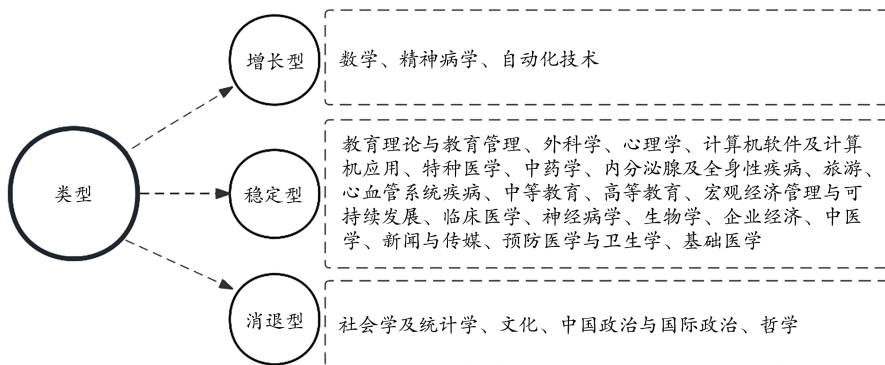 类型
增长型
数学、精神病学、自动化技术
稳定型
教育理论与教育管理、外科学、心理学、计算机软件及计算
机应用、特种医学、中药学、内分泌腺及全身性疾病、旅游、
心血管系统疾病、中等教育、高等教育、宏观经济管理与可
持续发展、临床医学、神经病学、生物学、企业经济、中医
学、新闻与传媒、预防医学与卫生学、基础医学
消退型
社会学及统计学、文化、中国政治与国际政治、哲学